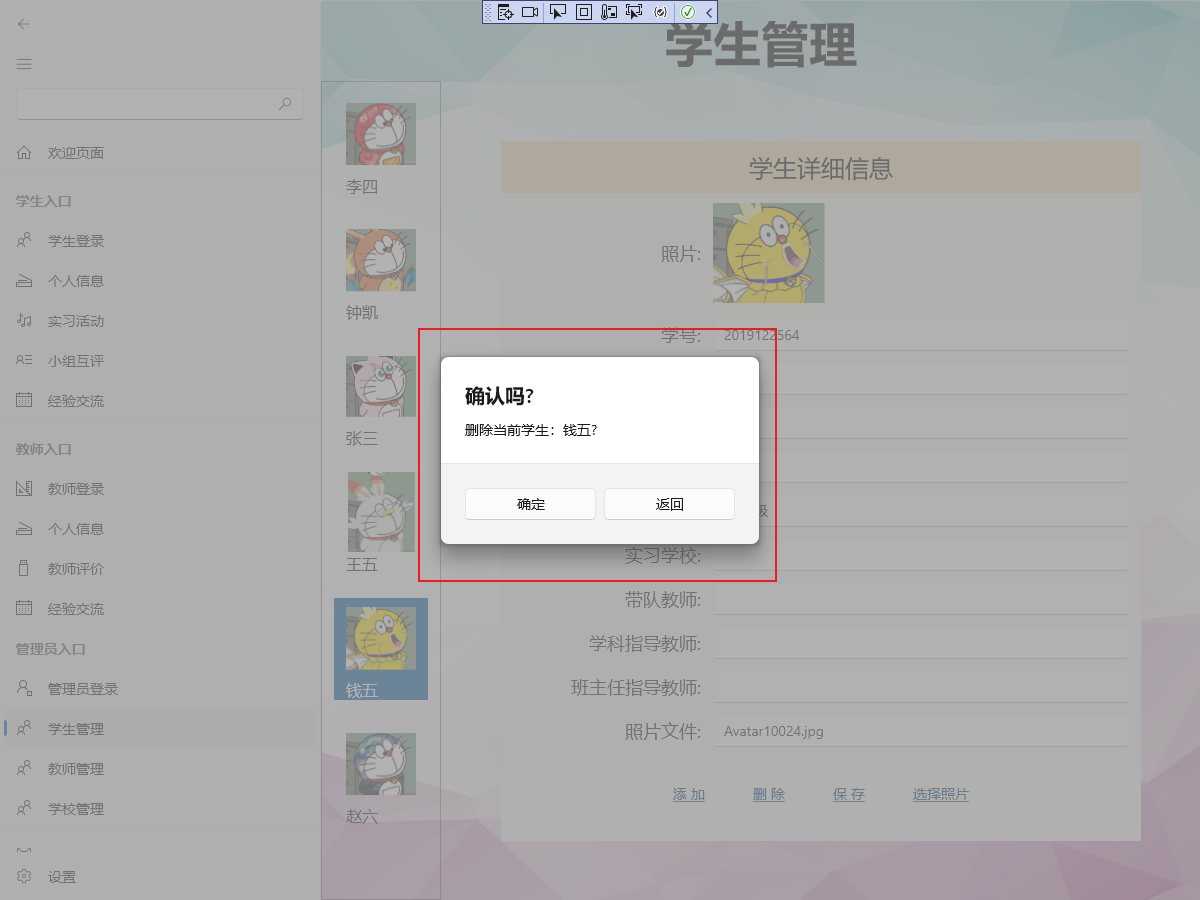 学生管理
欢迎页面
学生入口
学生登录
个人信息
实习活动
小组互评
经验交流
教师入口
教师登录
个人信息
教师评价
经验交流
管理员入口
管理员登录
学生管理
教师管理
学校管理
设置
李四
钟凯
张三
王五
钱五
赵六
学生详细信息
照片:
学号: 2019122564
确认吗?
删除当前学生：钱五?
确定
返回
级
实习学校:
带队教师:
学科指导教师:
班主任指导教师:
照片文件: Avatar10024.jpg
添 加
删 除
保 存
选择照片